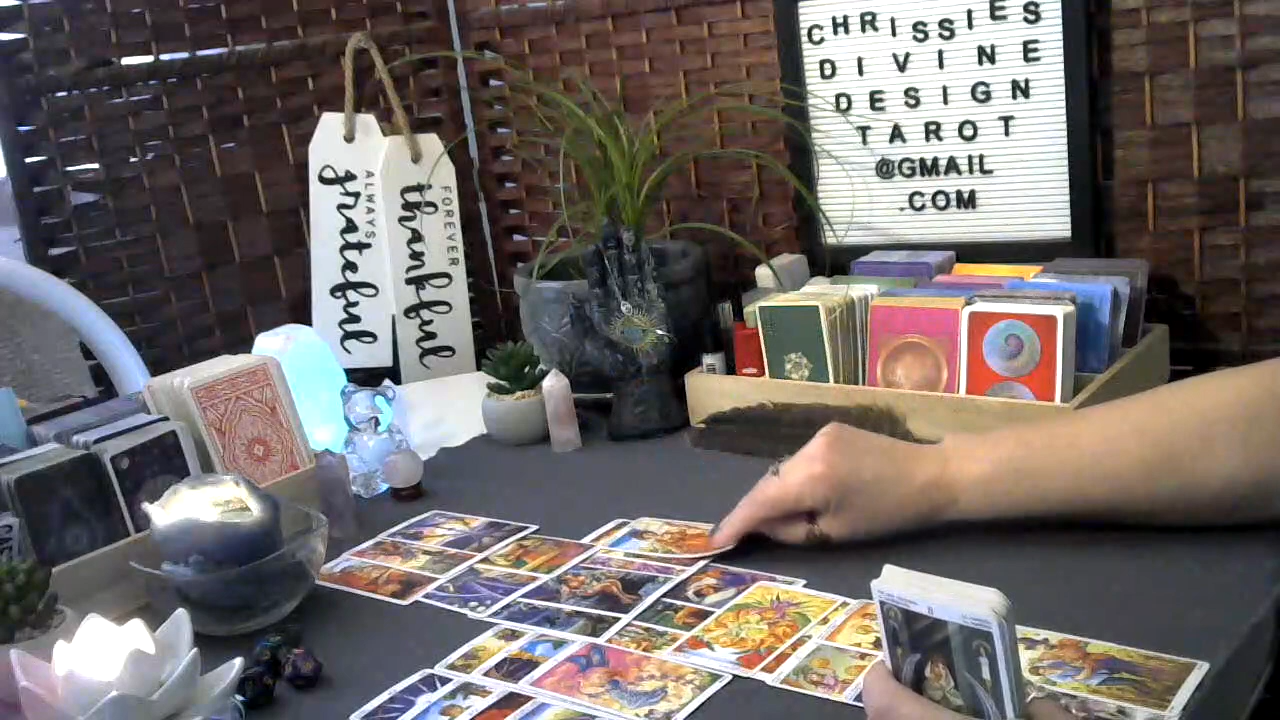 CHRISSIES
DIVINE
DESIGN
TAROT
@GMAIL
.COM
ALWAYS
grateful
FOREVER
thankful